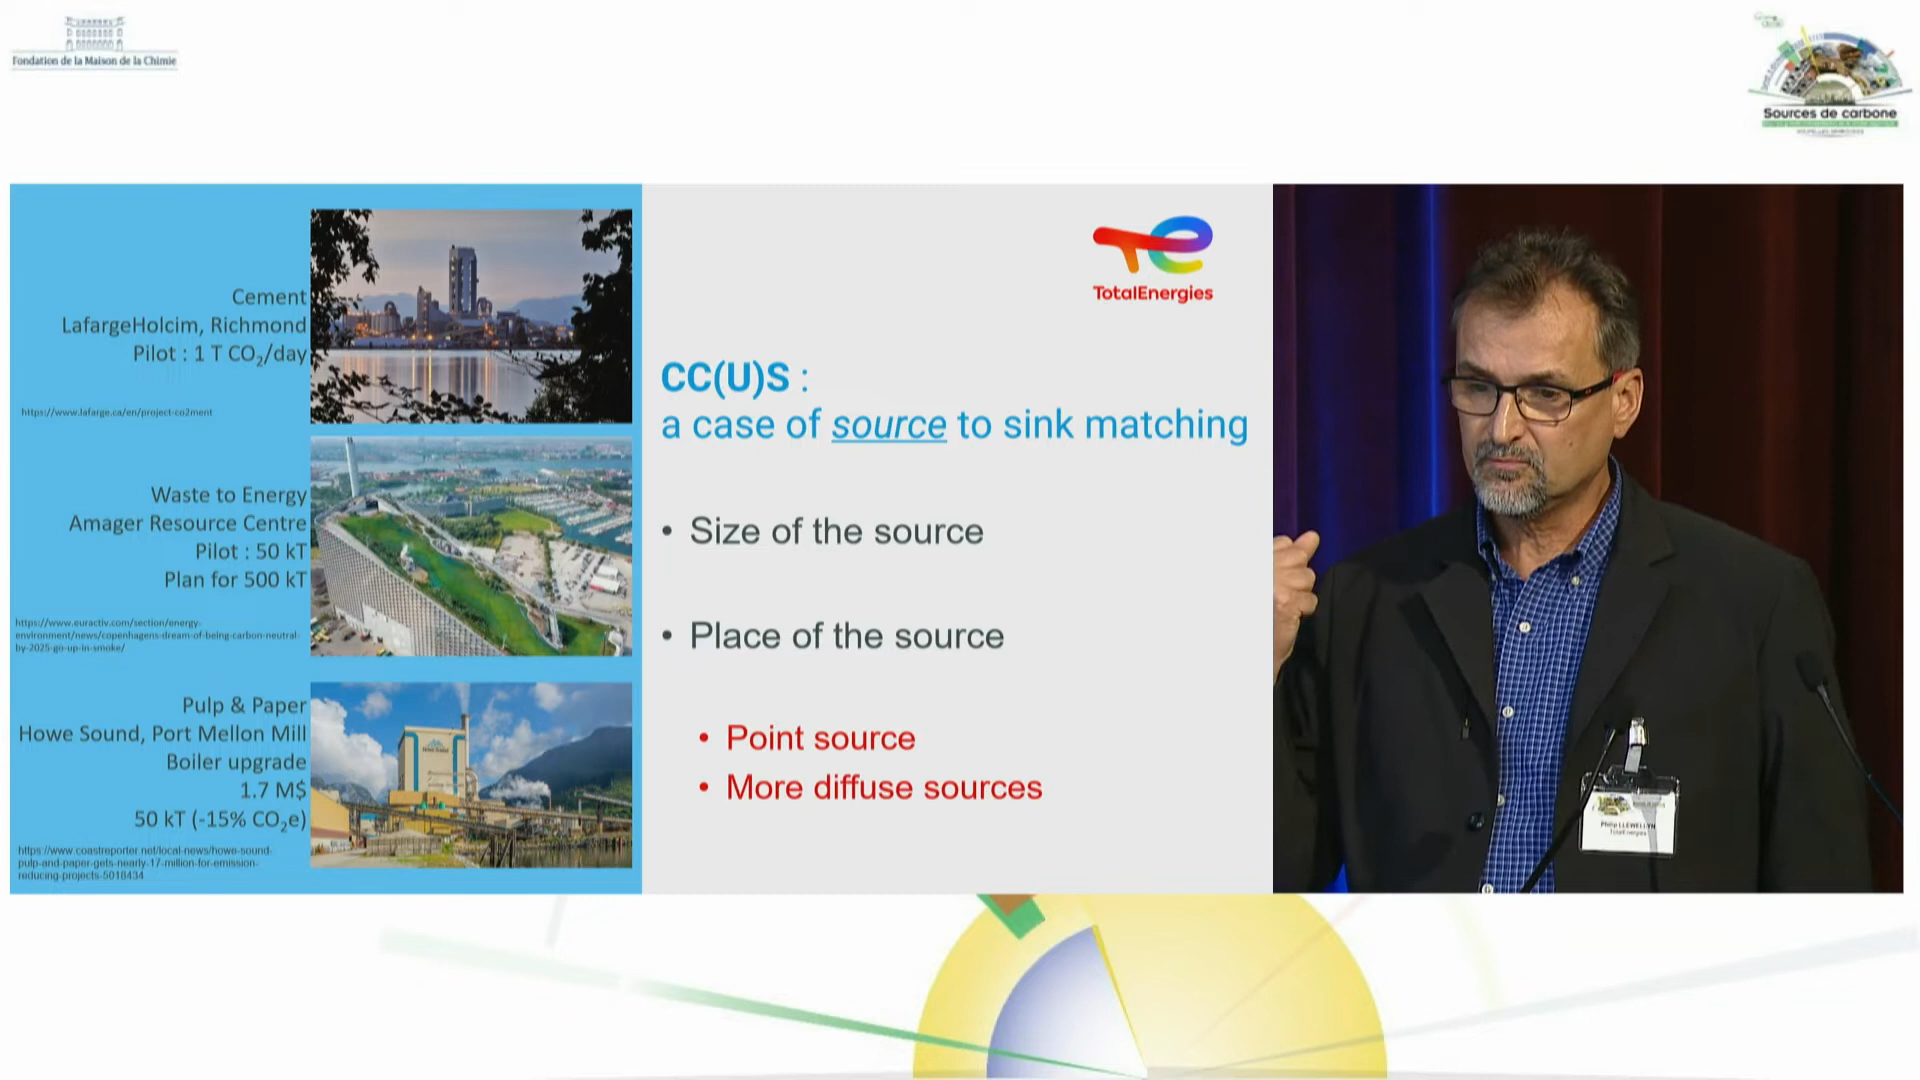 Fondation de la Maison de la Chimie
Sources de carbone
Cement
LafargeHolcim, Richmond
Pilot : 1 T CO₂/day
https://www.lafarge.ca/en/project-co2ment
Waste to Energy
Amager Resource Centre
Pilot : 50 kT
Plan for 500 kT
https://www.euractiv.com/section/energy-
environment/news/copenhagens-dream-of-being-carbon-neutral-
by-2025-go-up-in-smoke/
Pulp & Paper
Howe Sound, Port Mellon Mill
Boiler upgrade
1.7 M$
50 kT (-15% CO₂e)
https://www.coastreporter.net/local-news/howe-sound-
pulp-and-paper-gets-nearly-17-million-for-emission-
reducing-projects-5018434
TotalEnergies
CC(U)S :
a case of source to sink matching
• Size of the source
• Place of the source
• Point source
• More diffuse sources
Philip LLEWELLYN
TotalEnergies